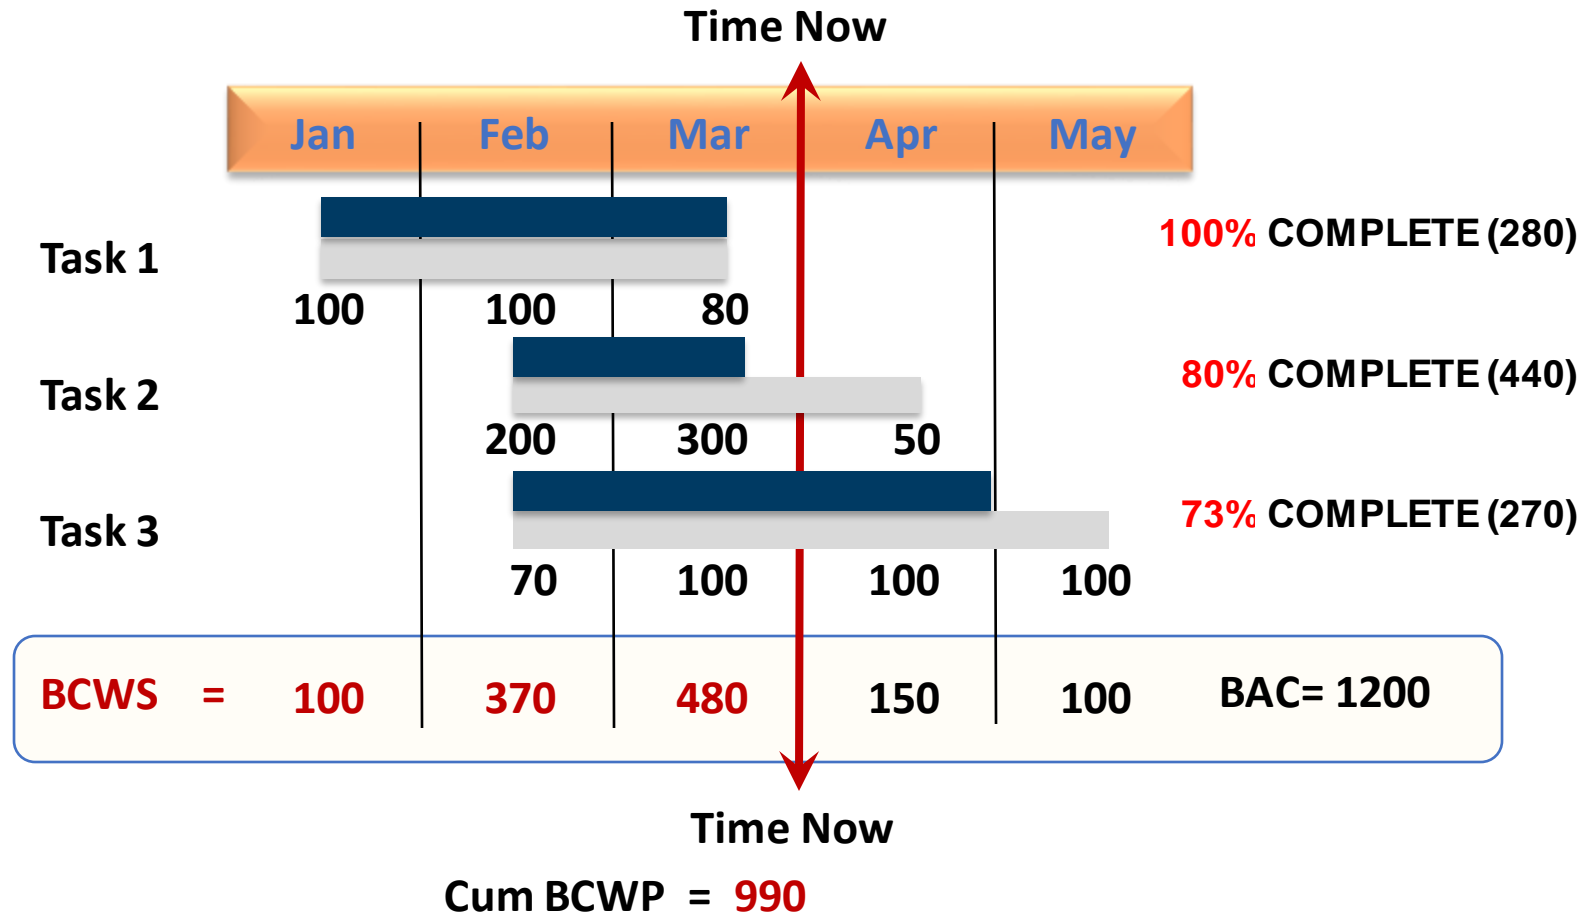 Time Now
Jan Feb Mar Apr May
100% COMPLETE (280)
Task 1
100 100 80
80% COMPLETE (440)
Task 2
200 300 50
73% COMPLETE (270)
Task 3
70 100 100 100
BCWS = 100 370 480 150 100 BAC= 1200
Time Now
Cum BCWP = 990